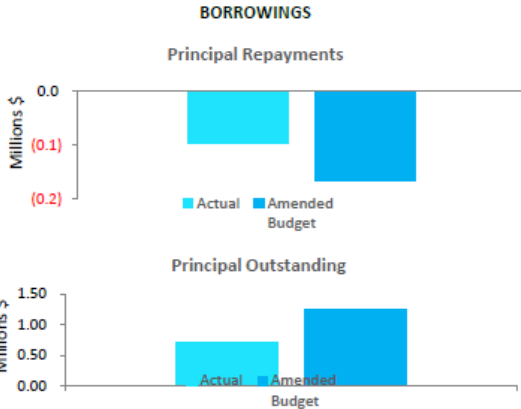 BORROWINGS
Principal Repayments
Millions $
0.0
(0.1)
(0.2)
Actual Amended
Budget
Principal Outstanding
Millions $
1.50
1.00
0.50
0.00
Actual Amended
Budget